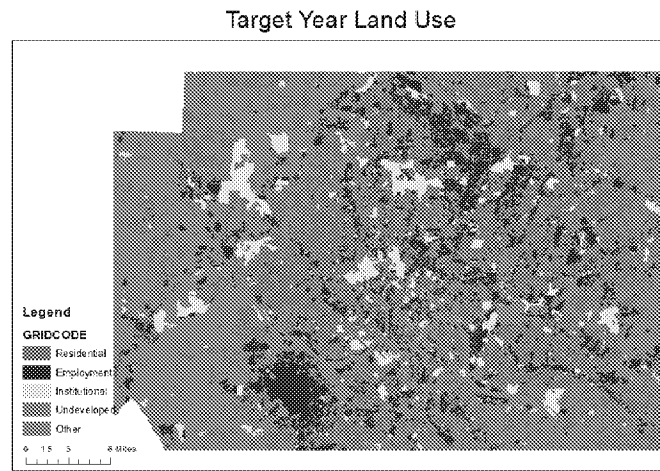 Target Year Land Use
Legend
GRIDCODE
Residential
Employment
Institutional
Undeveloped
Other
0 1.5 3 6 Miles